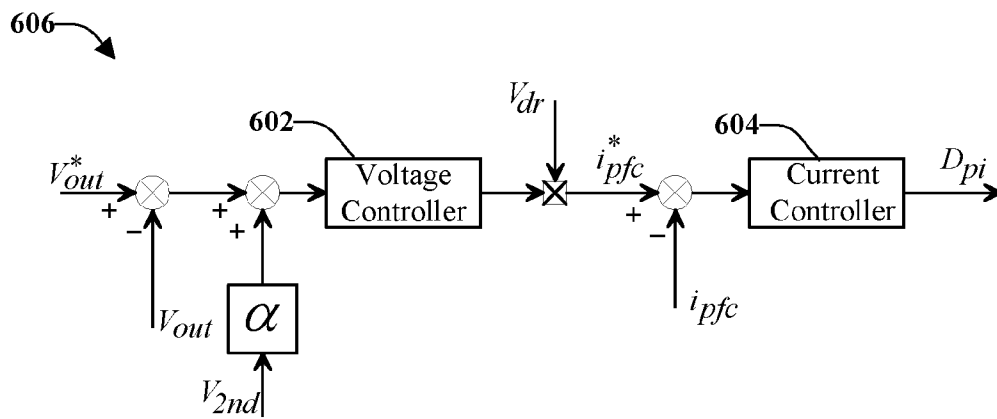 606
V*out
+
−
Vout
+
+
α
V2nd
602
Voltage
Controller
Vdr
i*pfc
+
−
ipfc
604
Current
Controller
Dpi